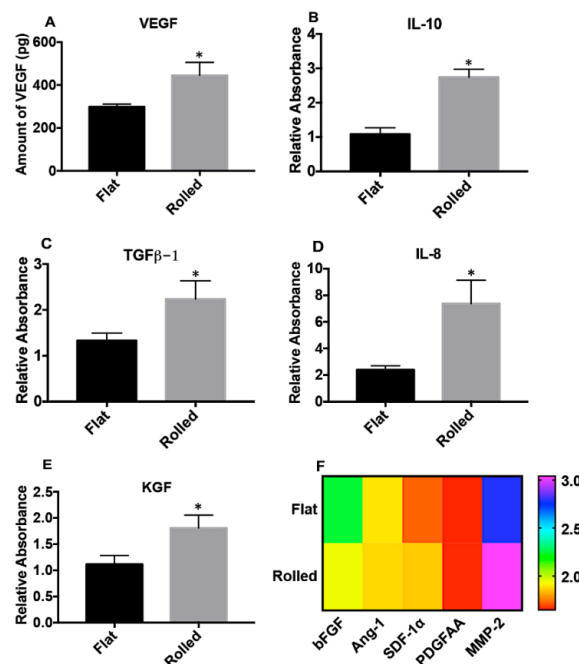 A
VEGF
Amount of VEGF (pg)
600
400
200
0
*
Flat
Rolled
B
IL-10
Relative Absorbance
4
3
2
1
0
*
Flat
Rolled
C
TGFβ-1
Relative Absorbance
3
2
1
0
*
Flat
Rolled
D
IL-8
Relative Absorbance
10
8
6
4
2
0
*
Flat
Rolled
E
KGF
Relative Absorbance
2.5
2.0
1.5
1.0
0.5
0.0
*
Flat
Rolled
F
Flat
Rolled
bFGF
Ang-1
SDF-1α
PDGFAA
MMP-2
3.0
2.5
2.0